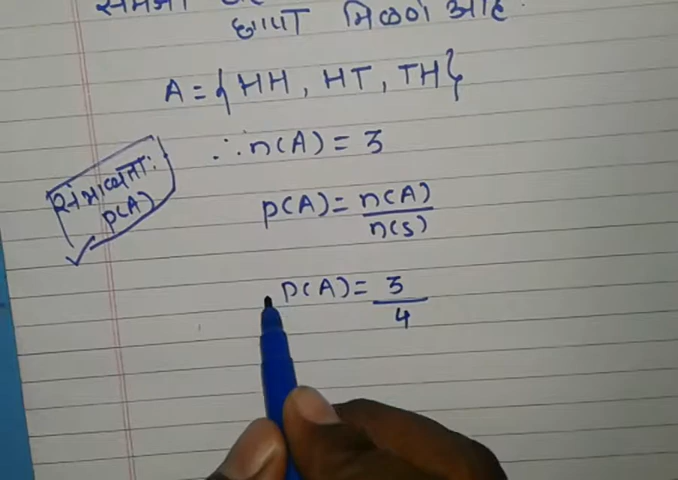 छापा मिळणे आहे.
A = { HH, HT, TH }
∴ n(A) = 3
संभाव्यता:
P(A)
P(A) = n(A)
n(s)
P(A) = 3
4